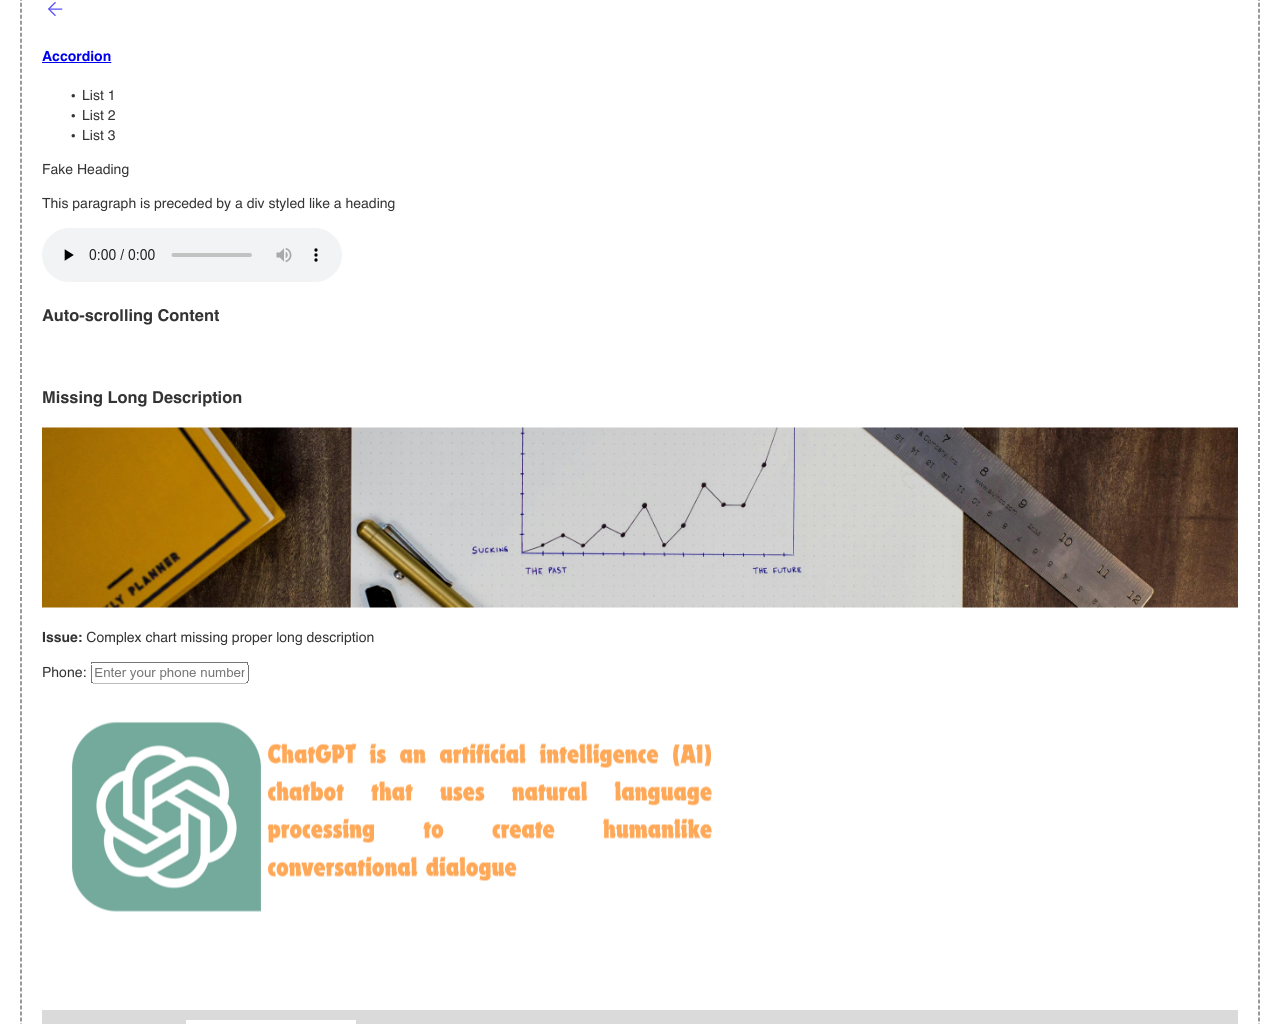 Accordion
• List 1
• List 2
• List 3
Fake Heading
This paragraph is preceded by a div styled like a heading
0:00 / 0:00
Auto-scrolling Content
Missing Long Description
LY PLANNER
SUCKING
THE PAST
THE FUTURE
7
8
9
10
11
12
Issue: Complex chart missing proper long description
Phone: Enter your phone number
ChatGPT is an artificial intelligence (AI)
chatbot that uses natural language
processing to create humanlike
conversational dialogue